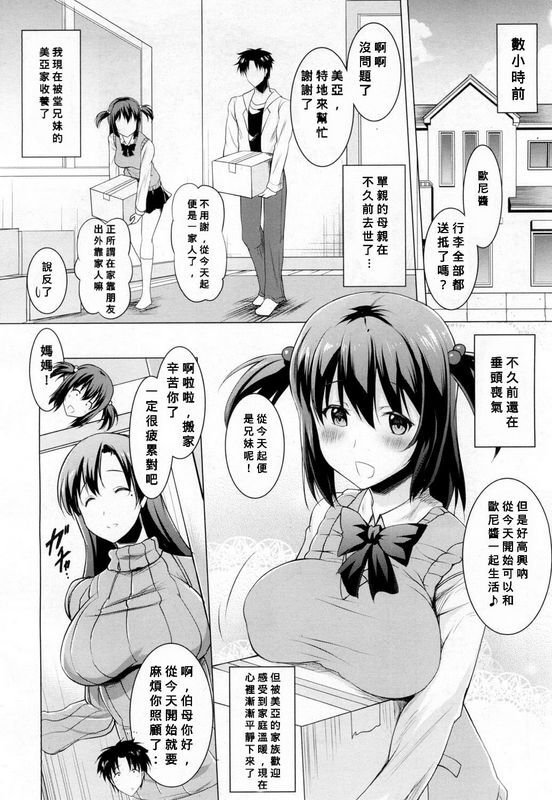 數小時前
歐尼醬
行李全部都
送抵了嗎?
啊啊
沒問題了
美亞,
特地來幫忙
謝謝了
單親的母親在
不久前去世了…
我現在被堂兄妹的
美亞家收養了
不用謝,從今天起
便是一家人了,
正所謂在家靠朋友
出外靠家人嘛
說反了
不久前還在
垂頭喪氣
但是好高興吶
從今天開始可以和
歐尼醬一起生活♪
從今天起便
是兄妹呢!
媽媽!
啊啦啦,搬家
辛苦你了
一定很疲累對吧
ガチュ…
啊,伯母你好,
從今天開始就要
麻煩你照顧了…
但被美亞的家族歡迎
感受到家庭溫暖,現在
心裡漸漸平靜下來了